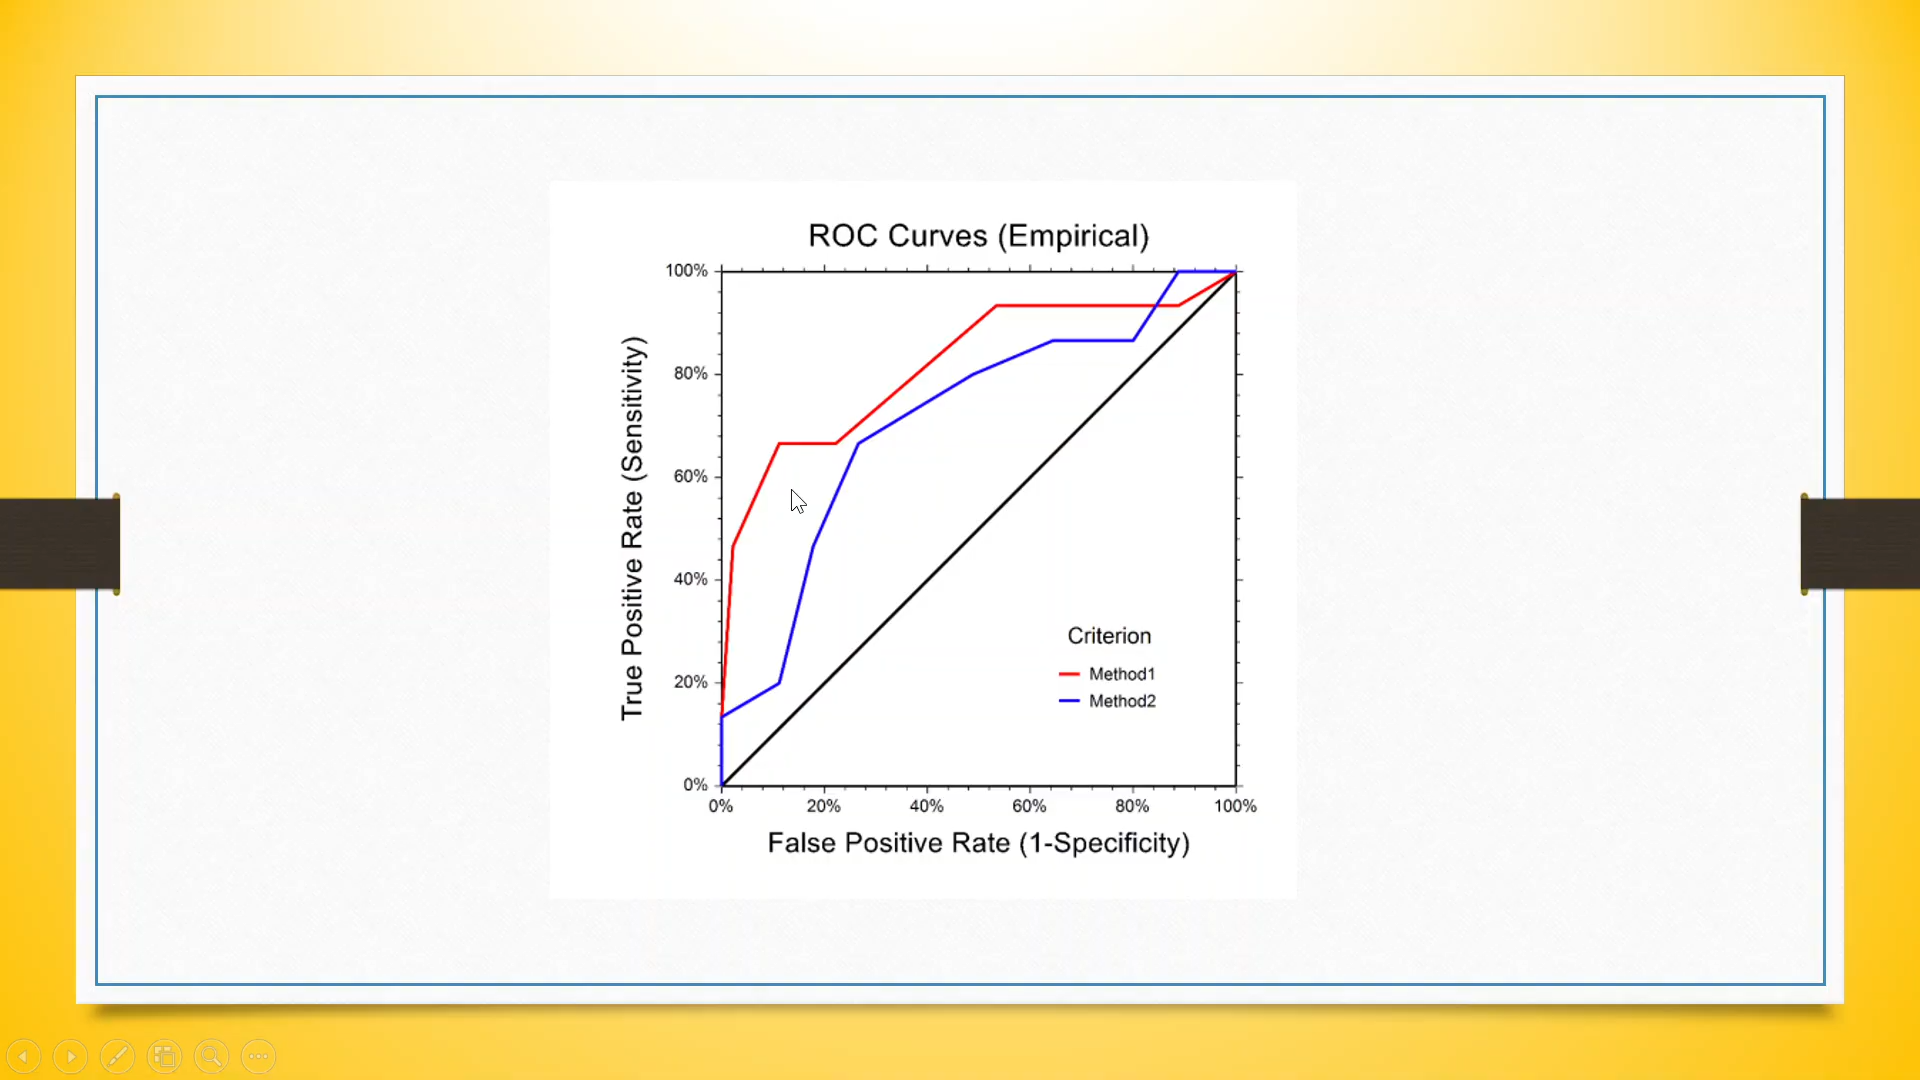 ROC Curves (Empirical)
True Positive Rate (Sensitivity)
100%
80%
60%
40%
20%
0%
0% 20% 40% 60% 80% 100%
False Positive Rate (1-Specificity)
Criterion
Method1
Method2